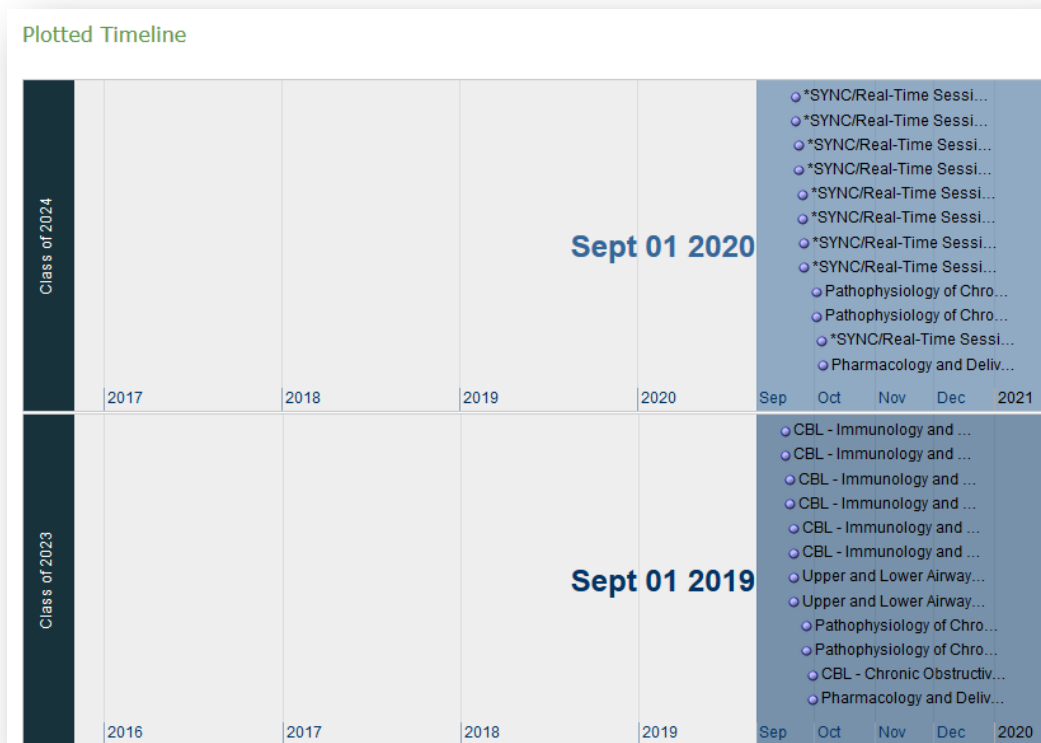 Plotted Timeline
Class of 2024
*SYNC/Real-Time Sessi...
*SYNC/Real-Time Sessi...
*SYNC/Real-Time Sessi...
*SYNC/Real-Time Sessi...
*SYNC/Real-Time Sessi...
*SYNC/Real-Time Sessi...
*SYNC/Real-Time Sessi...
*SYNC/Real-Time Sessi...
Pathophysiology of Chro...
Pathophysiology of Chro...
*SYNC/Real-Time Sessi...
Pharmacology and Deliv...
Sept 01 2020
2017 2018 2019 2020 Sep Oct Nov Dec 2021
Class of 2023
CBL - Immunology and ...
CBL - Immunology and ...
CBL - Immunology and ...
CBL - Immunology and ...
CBL - Immunology and ...
CBL - Immunology and ...
Upper and Lower Airway...
Upper and Lower Airway...
Pathophysiology of Chro...
Pathophysiology of Chro...
CBL - Chronic Obstructiv...
Pharmacology and Deliv...
Sept 01 2019
2016 2017 2018 2019 Sep Oct Nov Dec 2020